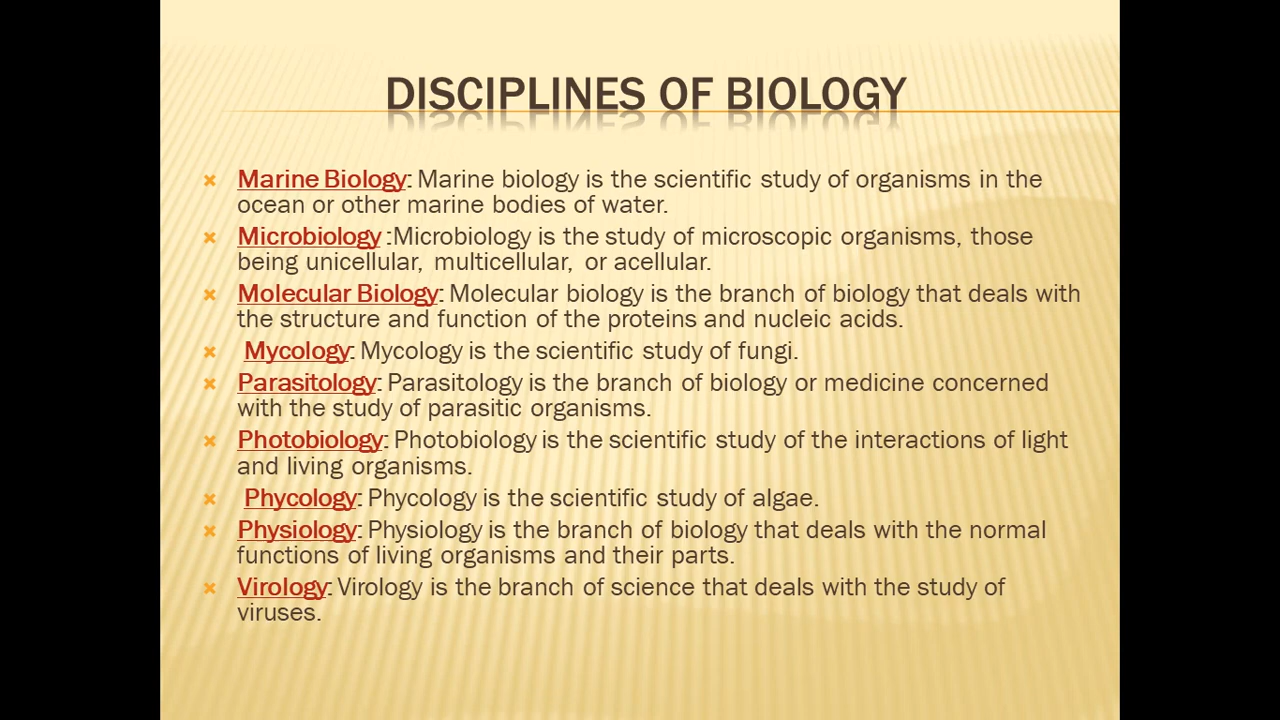 DISCIPLINES OF BIOLOGY
Marine Biology: Marine biology is the scientific study of organisms in the
ocean or other marine bodies of water.
Microbiology :Microbiology is the study of microscopic organisms, those
being unicellular, multicellular, or acellular.
Molecular Biology: Molecular biology is the branch of biology that deals with
the structure and function of the proteins and nucleic acids.
Mycology: Mycology is the scientific study of fungi.
Parasitology: Parasitology is the branch of biology or medicine concerned
with the study of parasitic organisms.
Photobiology: Photobiology is the scientific study of the interactions of light
and living organisms.
Phycology: Phycology is the scientific study of algae.
Physiology: Physiology is the branch of biology that deals with the normal
functions of living organisms and their parts.
Virology: Virology is the branch of science that deals with the study of
viruses.